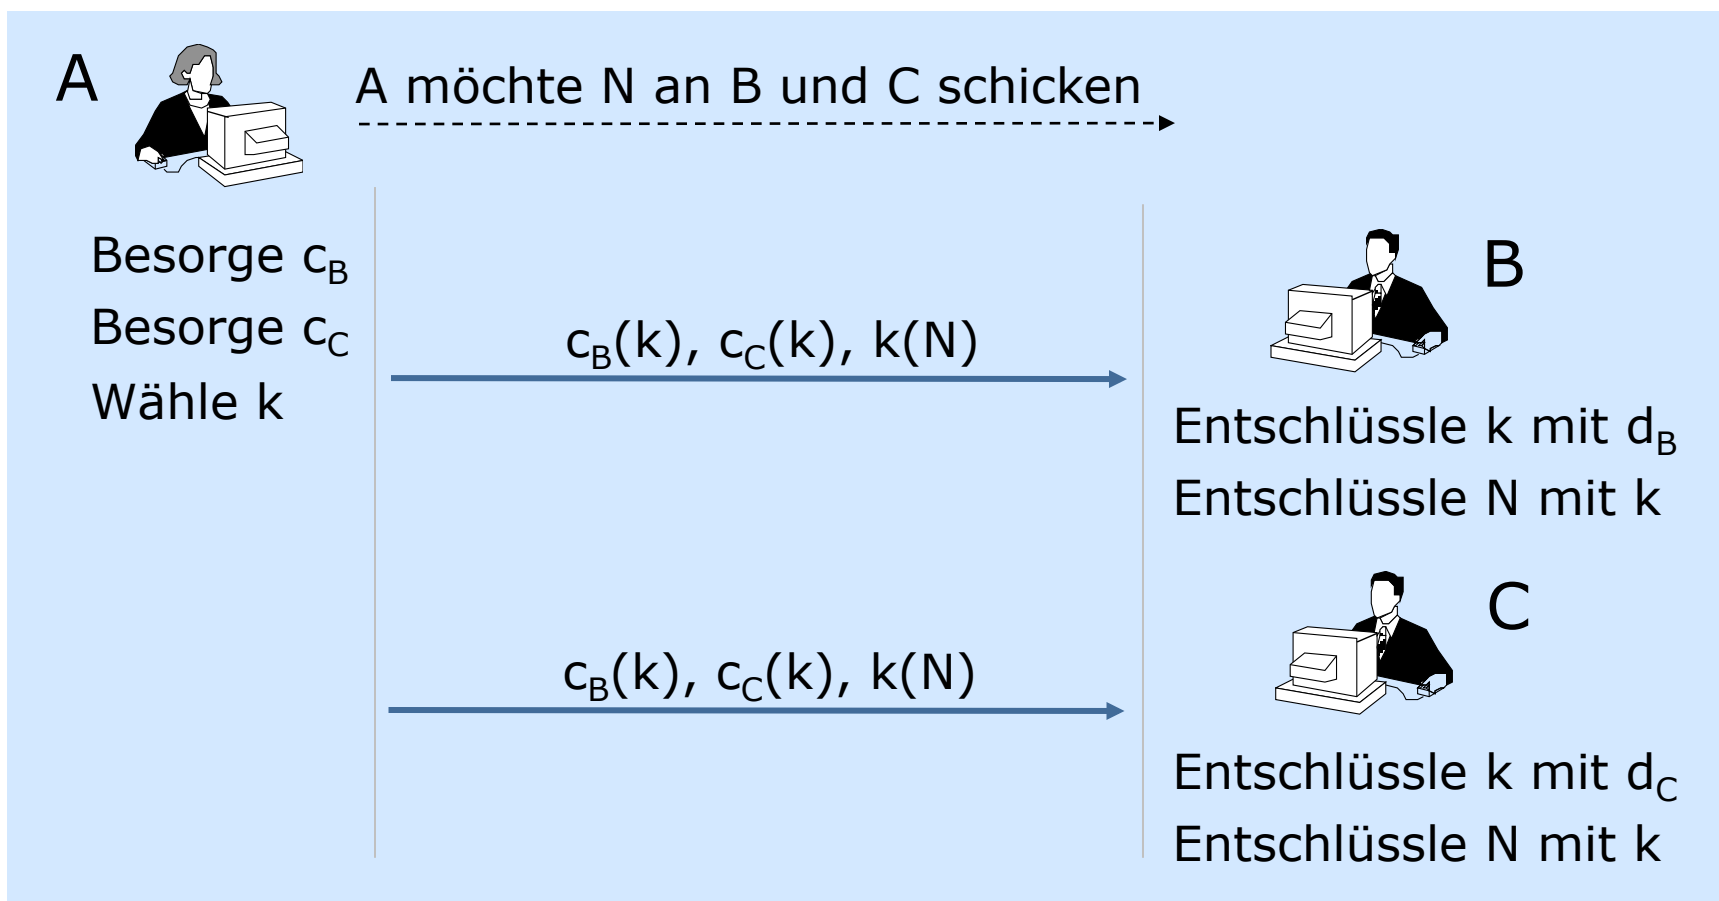 A
A möchte N an B und C schicken
Besorge c_B
Besorge c_C
Wähle k
c_B(k), c_C(k), k(N)
B
Entschlüssle k mit d_B
Entschlüssle N mit k
c_B(k), c_C(k), k(N)
C
Entschlüssle k mit d_C
Entschlüssle N mit k